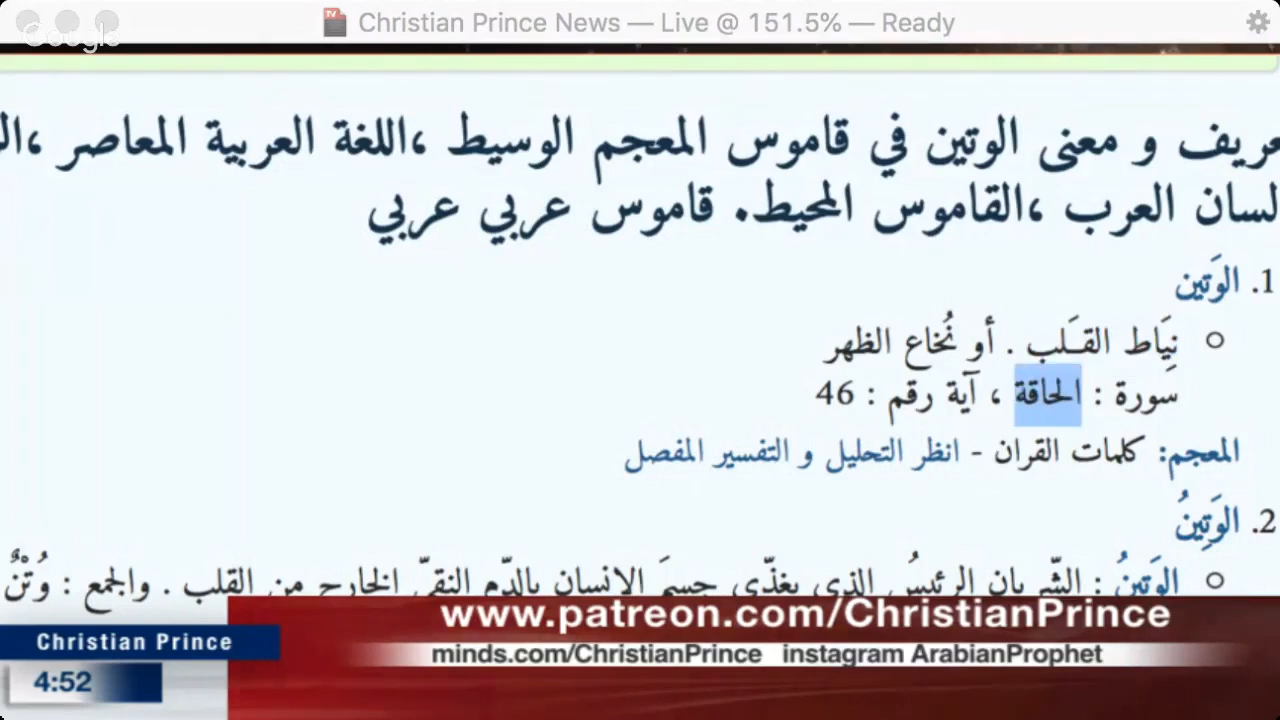 Christian Prince News — Live @ 151.5% — Ready
Google
عريف و معنى الوتين في قاموس المعجم الوسيط ،اللغة العربية المعاصر ،ال
لسان العرب ،القاموس المحيط. قاموس عربي عربي
1. الوَتين
○ نِيَاط القَـلب . أو نُخاع الظهر
سورة : الحاقة ، آية رقم : 46
المعجم: كلمات القران - انظر التحليل و التفسير المفصل
2. الوَتِينُ
○ الوَتينُ : الشّريان الرئيسُ الذي يغذّي جسمَ الإنسان بالدّم النقيّ الخارج من القلب . والجمع : وُتْنٌ
www.patreon.com/ChristianPrince
Christian Prince
minds.com/ChristianPrince instagram ArabianProphet
4:52